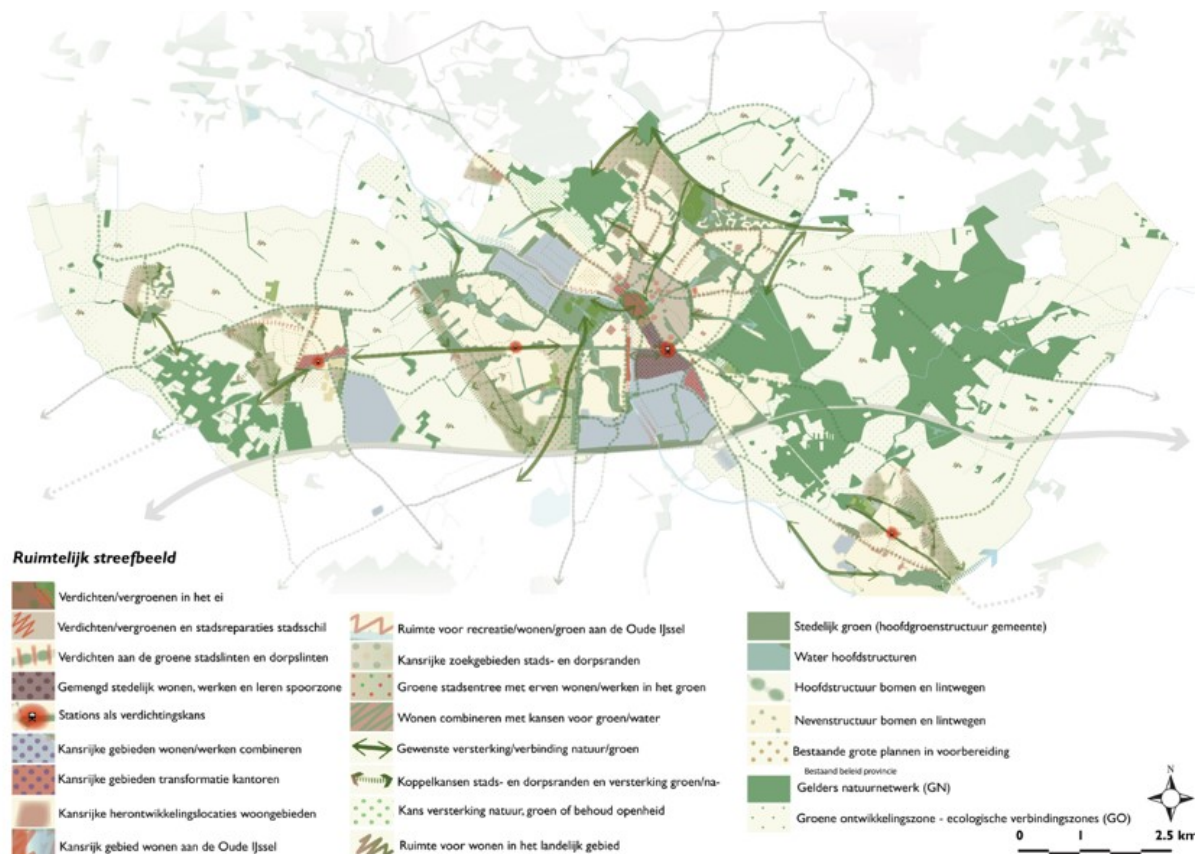 Ruimtelijk streefbeeld
Verdichten/vergroenen in het ei
Verdichten/vergroenen en stadsreparaties stadsschil
Verdichten aan de groene stadslinten en dorpslinten
Gemengd stedelijk wonen, werken en leren spoorzone
Stations als verdichtingskans
Kansrijke gebieden wonen/werken combineren
Kansrijke gebieden transformatie kantoren
Kansrijke herontwikkelingslocaties woongebieden
Kansrijk gebied wonen aan de Oude IJssel
Ruimte voor recreatie/wonen/groen aan de Oude IJssel
Kansrijke zoekgebieden stads- en dorpsranden
Groene stadsentree met erven wonen/werken in het groen
Wonen combineren met kansen voor groen/water
Gewenste versterking/verbinding natuur/groen
Koppelkansen stads- en dorpsranden en versterking groen/na-
Kans versterking natuur, groen of behoud openheid
Ruimte voor wonen in het landelijk gebied
Stedelijk groen (hoofdgroenstructuur gemeente)
Water hoofdstructuren
Hoofdstructuur bomen en lintwegen
Nevenstructuur bomen en lintwegen
Bestaande grote plannen in voorbereiding
Bestaand beleid provincie
Gelders natuurnetwerk (GN)
Groene ontwikkelingszone - ecologische verbindingszones (GO)
N
0 1 2.5 km